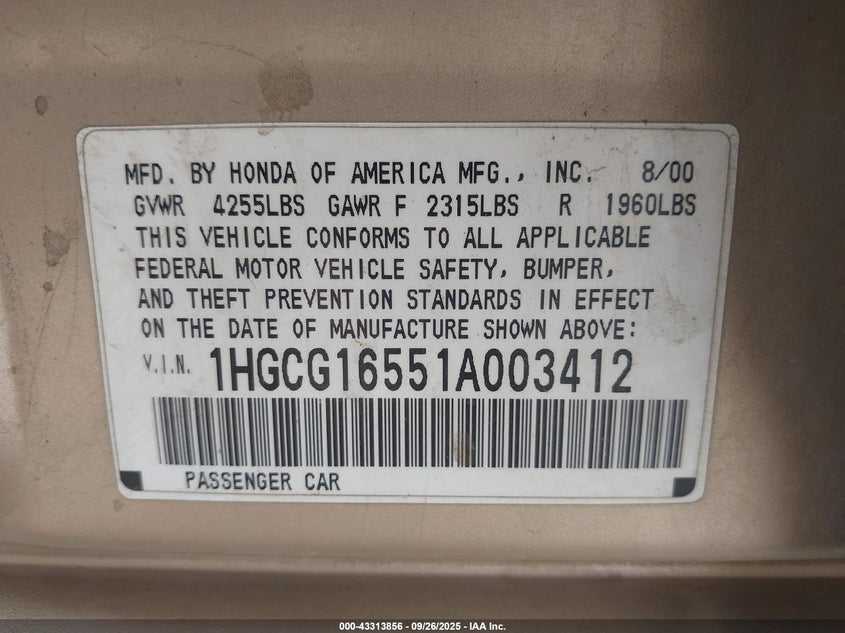 MFD. BY HONDA OF AMERICA MFG., INC. 8/00
GVWR 4255LBS GAWR F 2315LBS R 1960LBS
THIS VEHICLE CONFORMS TO ALL APPLICABLE
FEDERAL MOTOR VEHICLE SAFETY, BUMPER,
AND THEFT PREVENTION STANDARDS IN EFFECT
ON THE DATE OF MANUFACTURE SHOWN ABOVE:
V.I.N. 1HGCG16551A003412
PASSENGER CAR
000-43313856 - 09/26/2025 - IAA Inc.